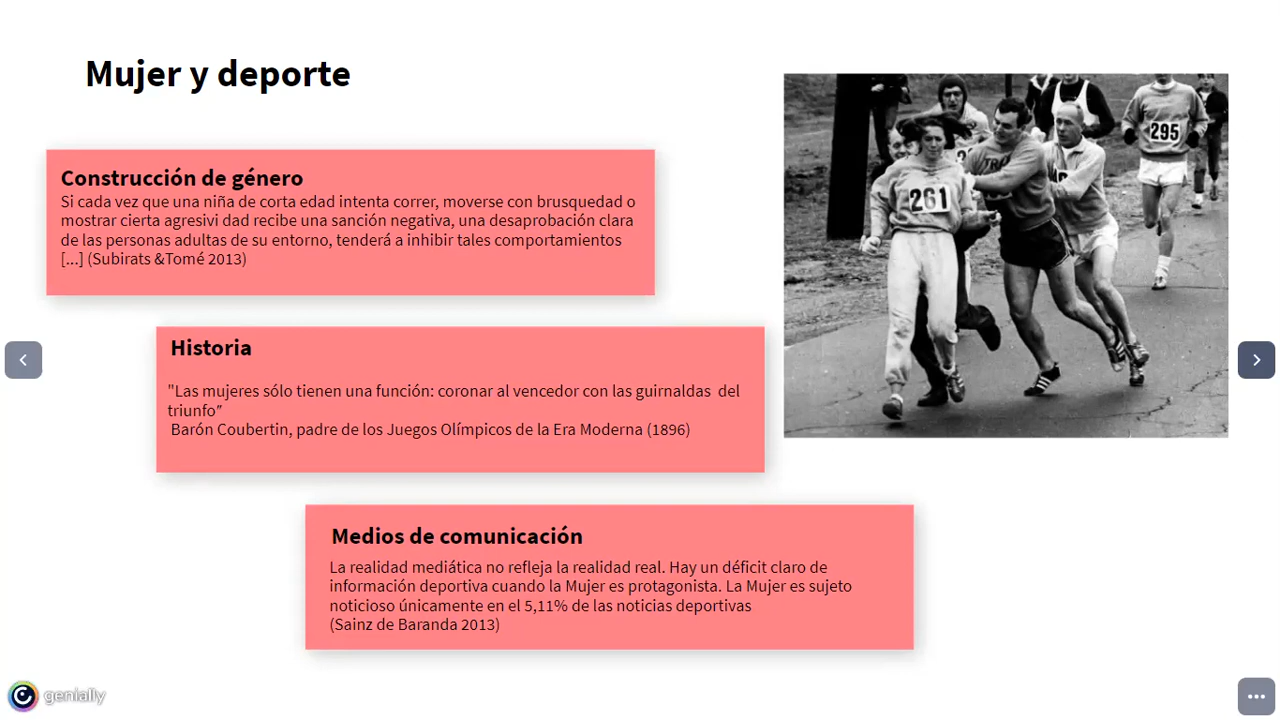 Mujer y deporte
Construcción de género
Si cada vez que una niña de corta edad intenta correr, moverse con brusquedad o
mostrar cierta agresivi dad recibe una sanción negativa, una desaprobación clara
de las personas adultas de su entorno, tenderá a inhibir tales comportamientos
[...] (Subirats &Tomé 2013)
Historia
"Las mujeres sólo tienen una función: coronar al vencedor con las guirnaldas  del
triunfo”
Barón Coubertin, padre de los Juegos Olímpicos de la Era Moderna (1896)
Medios de comunicación
La realidad mediática no refleja la realidad real. Hay un déficit claro de
información deportiva cuando la Mujer es protagonista. La Mujer es sujeto
noticioso únicamente en el 5,11% de las noticias deportivas
(Sainz de Baranda 2013)
261
295
genially